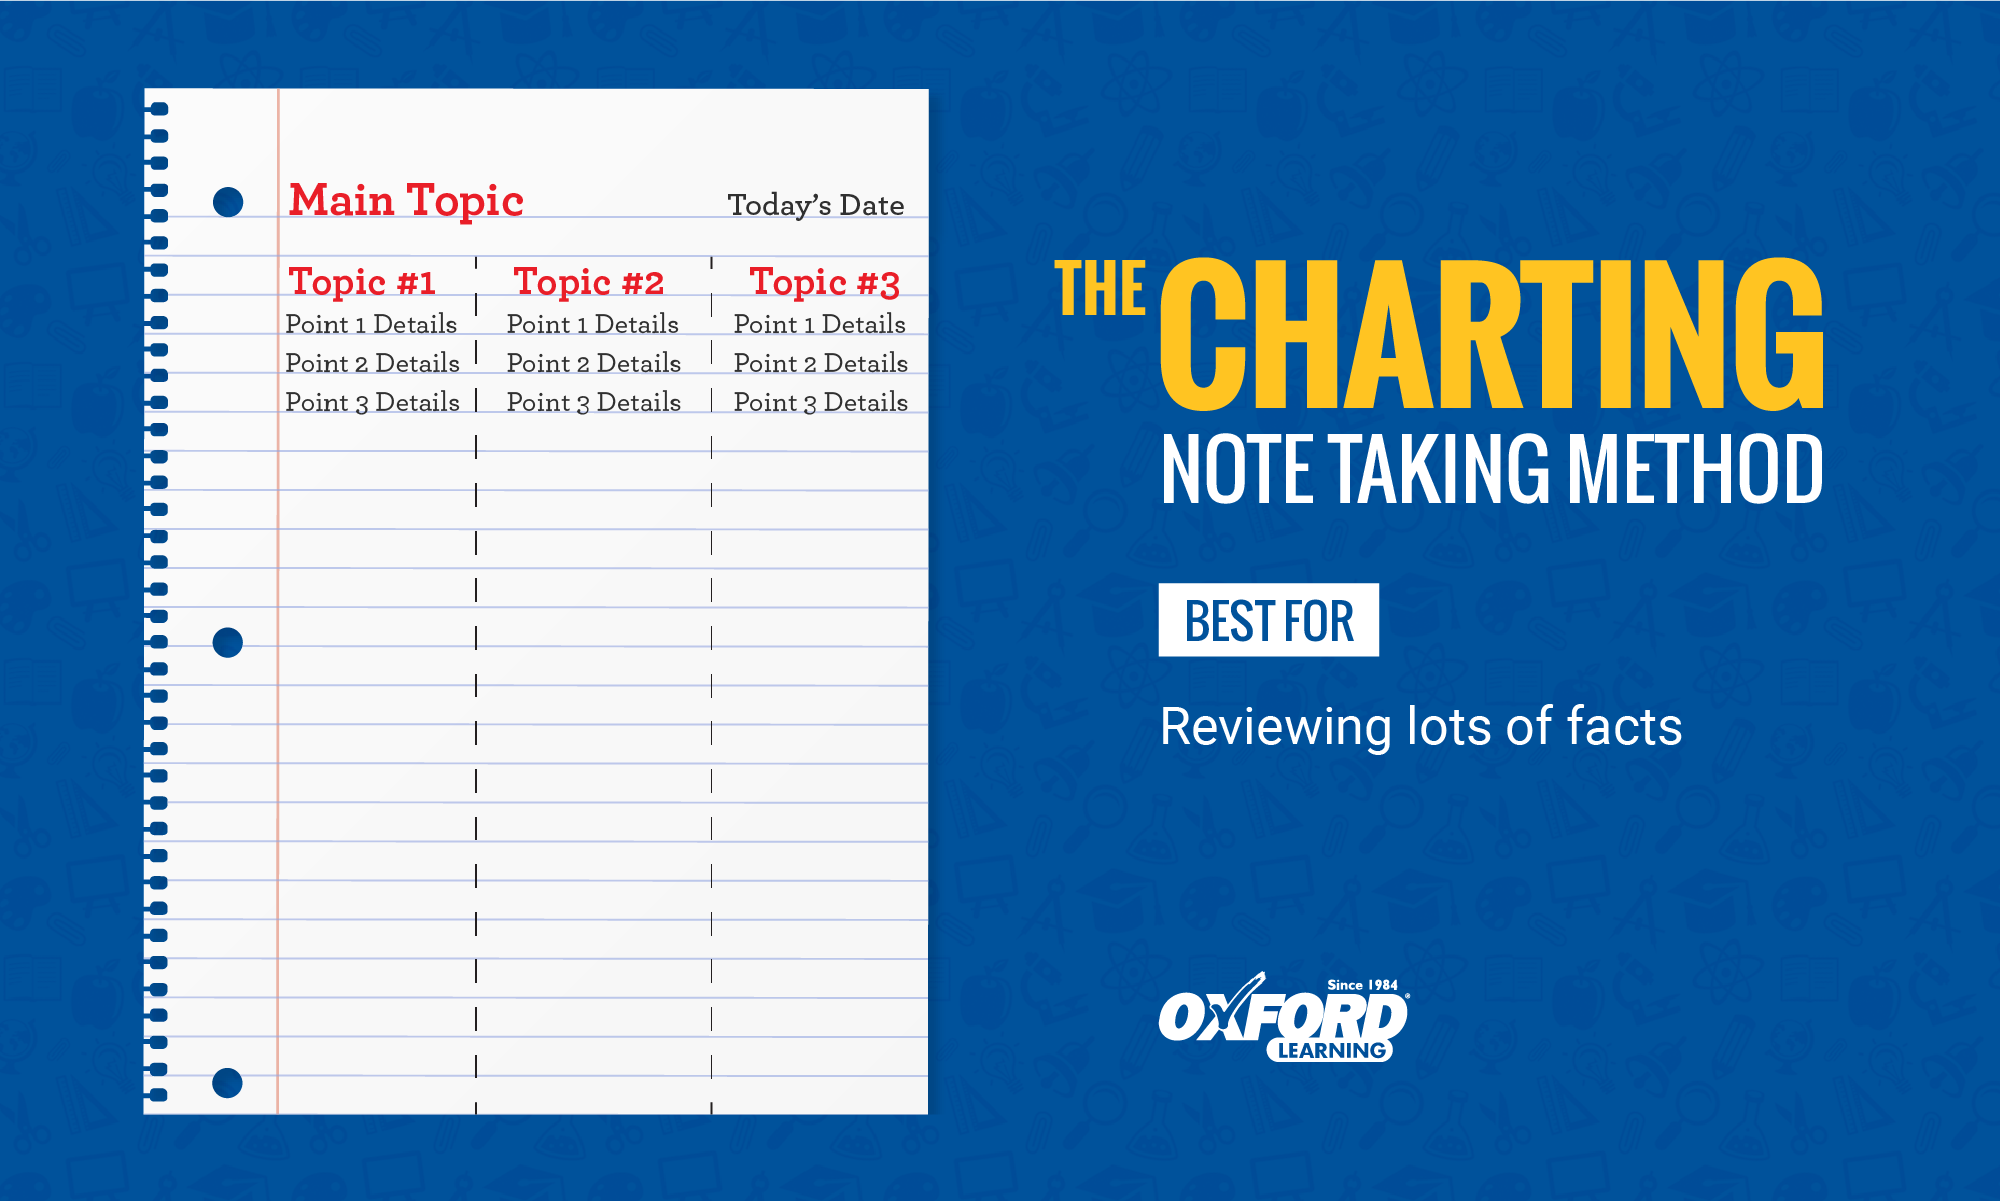 Main Topic
Today's Date
Topic #1
Topic #2
Topic #3
Point 1 Details
Point 1 Details
Point 1 Details
Point 2 Details
Point 2 Details
Point 2 Details
Point 3 Details
Point 3 Details
Point 3 Details
THE CHARTING
NOTE TAKING METHOD
BEST FOR
Reviewing lots of facts
Since 1984
OXFORD®
LEARNING